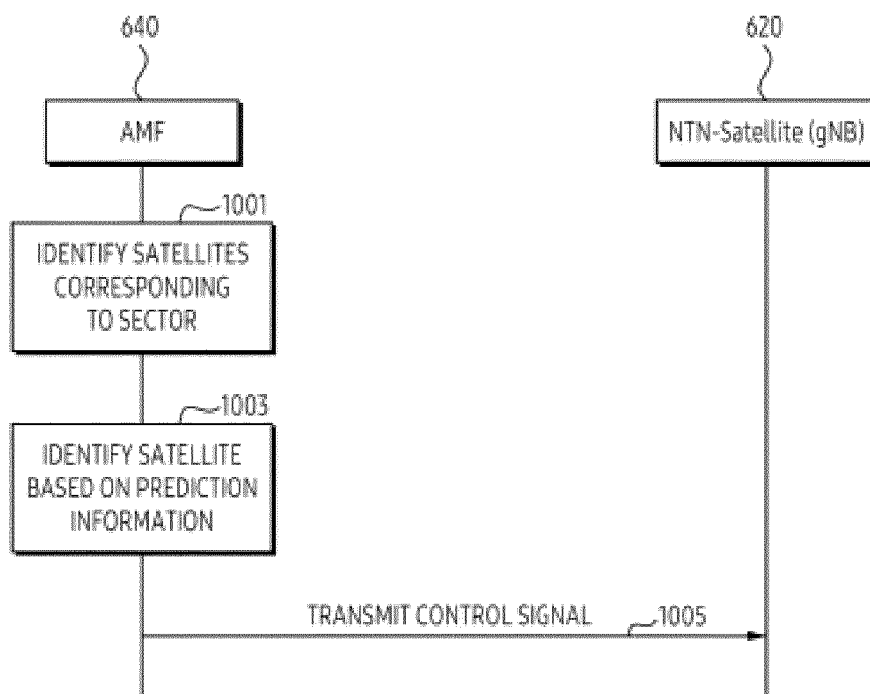 640
620
AMF
NTN-Satellite (gNB)
1001
IDENTIFY SATELLITES
CORRESPONDING
TO SECTOR
1003
IDENTIFY SATELLITE
BASED ON PREDICTION
INFORMATION
TRANSMIT CONTROL SIGNAL
1005